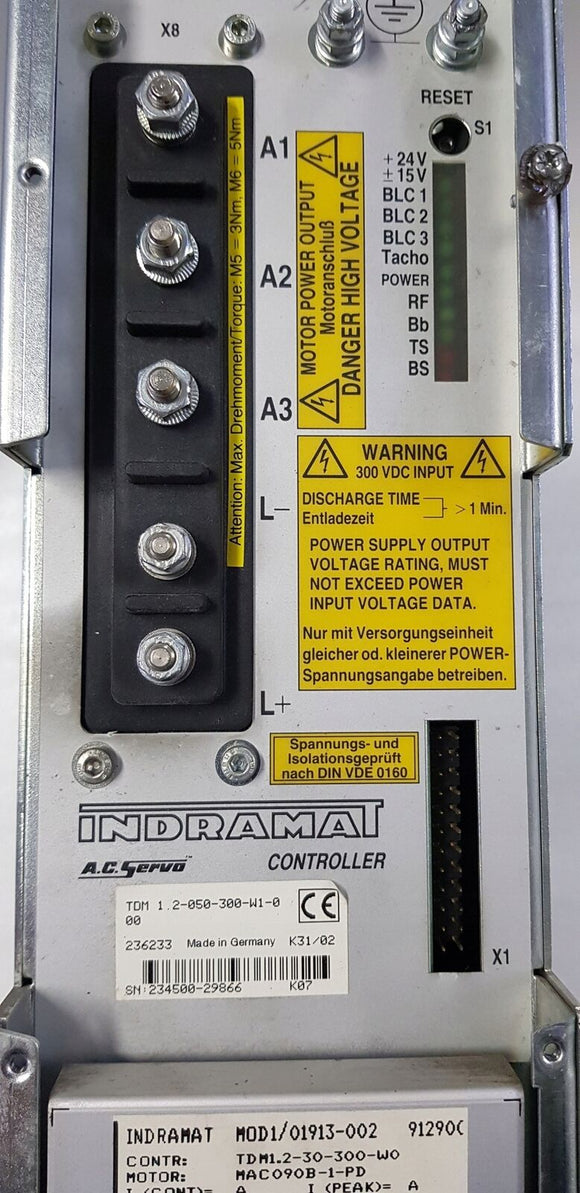 X8
RESET
S1
A1
A2
A3
L-
L+
Attention: Max. Drehmoment/Torque: M5 = 3Nm, M6 = 5Nm
MOTOR POWER OUTPUT
Motoranschluß
DANGER HIGH VOLTAGE
+ 24V
± 15V
BLC 1
BLC 2
BLC 3
Tacho
POWER
RF
Bb
TS
BS
WARNING
300 VDC INPUT
DISCHARGE TIME
Entladezeit
> 1 Min.
POWER SUPPLY OUTPUT
VOLTAGE RATING, MUST
NOT EXCEED POWER
INPUT VOLTAGE DATA.
Nur mit Versorgungseinheit
gleicher od. kleinerer POWER-
Spannungsangabe betreiben.
Spannungs- und
Isolationsgeprüft
nach DIN VDE 0160
INDRAMAT
A.C. Servo™ CONTROLLER
TDM 1.2-050-300-W1-0
00
CE
236233 Made in Germany K31/02
SN:234500-29866 K07
X1
INDRAMAT MOD1/01913-002 91290
CONTR: TDM1.2-30-300-W0
MOTOR: MAC090B-1-PD
I (CONT)= A I (PEAK)= A